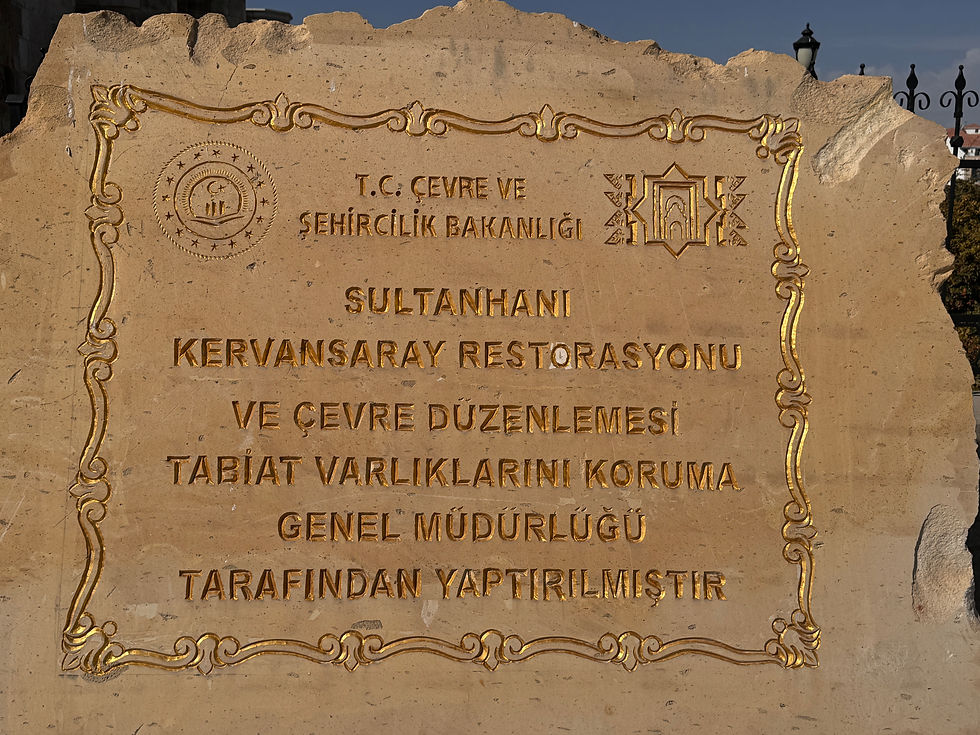 T.C. ÇEVRE VE
ŞEHİRCİLİK BAKANLIĞI
SULTANHANI
KERVANSARAY RESTORASYONU
VE ÇEVRE DÜZENLEMESİ
TABİAT VARLIKLARINI KORUMA
GENEL MÜDÜRLÜĞÜ
TARAFINDAN YAPTIRILMIŞTIR